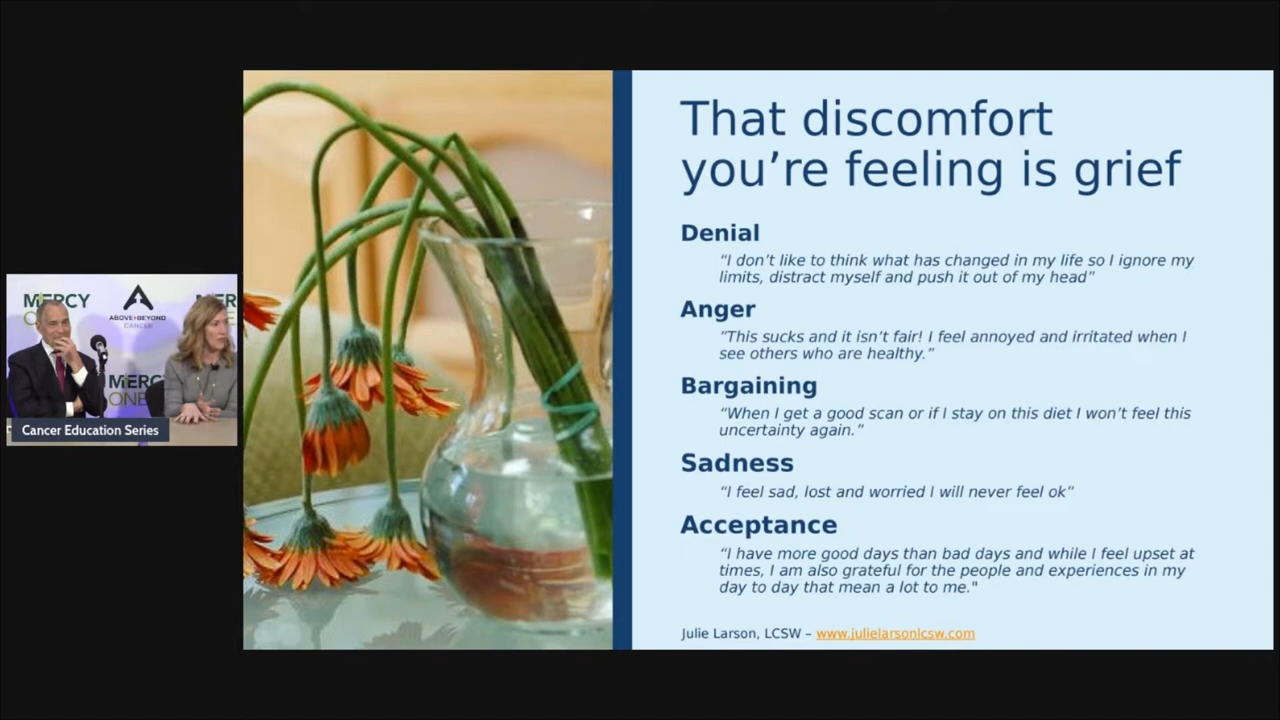 That discomfort
you’re feeling is grief
Denial
“I don’t like to think what has changed in my life so I ignore my
limits, distract myself and push it out of my head”
Anger
“This sucks and it isn’t fair! I feel annoyed and irritated when I
see others who are healthy.”
Bargaining
“When I get a good scan or if I stay on this diet I won’t feel this
uncertainty again.”
Sadness
“I feel sad, lost and worried I will never feel ok”
Acceptance
“I have more good days than bad days and while I feel upset at
times, I am also grateful for the people and experiences in my
day to day that mean a lot to me."
Julie Larson, LCSW – www.julielarsonlcsw.com
MERCY
ABOVE+BEYOND
CANCER
MER
MERC
ONE
Cancer Education Series